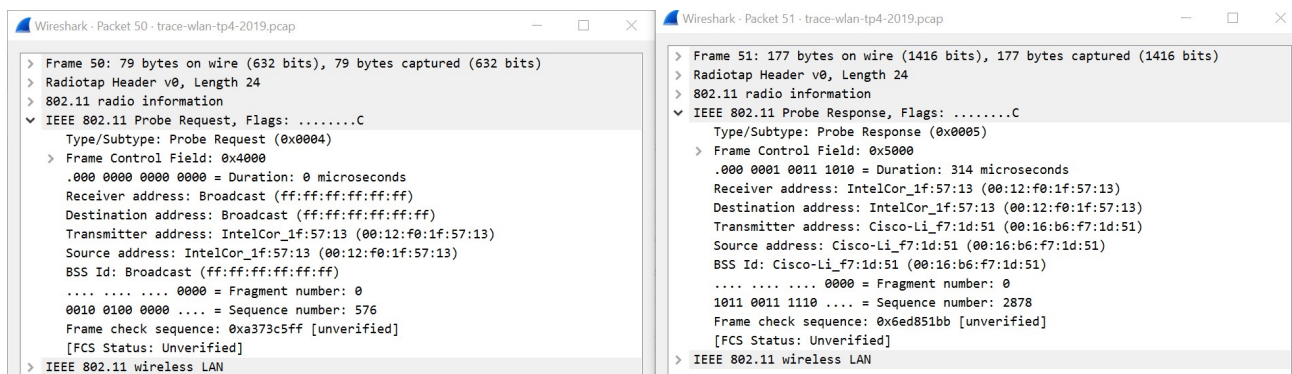 Wireshark · Packet 50 · trace-wlan-tp4-2019.pcap
Frame 50: 79 bytes on wire (632 bits), 79 bytes captured (632 bits)
Radiotap Header v0, Length 24
802.11 radio information
IEEE 802.11 Probe Request, Flags: ........C
Type/Subtype: Probe Request (0x0004)
Frame Control Field: 0x4000
.000 0000 0000 0000 = Duration: 0 microseconds
Receiver address: Broadcast (ff:ff:ff:ff:ff:ff)
Destination address: Broadcast (ff:ff:ff:ff:ff:ff)
Transmitter address: IntelCor_1f:57:13 (00:12:f0:1f:57:13)
Source address: IntelCor_1f:57:13 (00:12:f0:1f:57:13)
BSS Id: Broadcast (ff:ff:ff:ff:ff:ff)
.... .... .... 0000 = Fragment number: 0
0010 0100 0000 .... = Sequence number: 576
Frame check sequence: 0xa373c5ff [unverified]
[FCS Status: Unverified]
IEEE 802.11 wireless LAN
Wireshark · Packet 51 · trace-wlan-tp4-2019.pcap
Frame 51: 177 bytes on wire (1416 bits), 177 bytes captured (1416 bits)
Radiotap Header v0, Length 24
802.11 radio information
IEEE 802.11 Probe Response, Flags: ........C
Type/Subtype: Probe Response (0x0005)
Frame Control Field: 0x5000
.000 0001 0011 1010 = Duration: 314 microseconds
Receiver address: IntelCor_1f:57:13 (00:12:f0:1f:57:13)
Destination address: IntelCor_1f:57:13 (00:12:f0:1f:57:13)
Transmitter address: Cisco-Li_f7:1d:51 (00:16:b6:f7:1d:51)
Source address: Cisco-Li_f7:1d:51 (00:16:b6:f7:1d:51)
BSS Id: Cisco-Li_f7:1d:51 (00:16:b6:f7:1d:51)
.... .... .... 0000 = Fragment number: 0
1011 0011 1110 .... = Sequence number: 2878
Frame check sequence: 0x6ed851bb [unverified]
[FCS Status: Unverified]
IEEE 802.11 wireless LAN